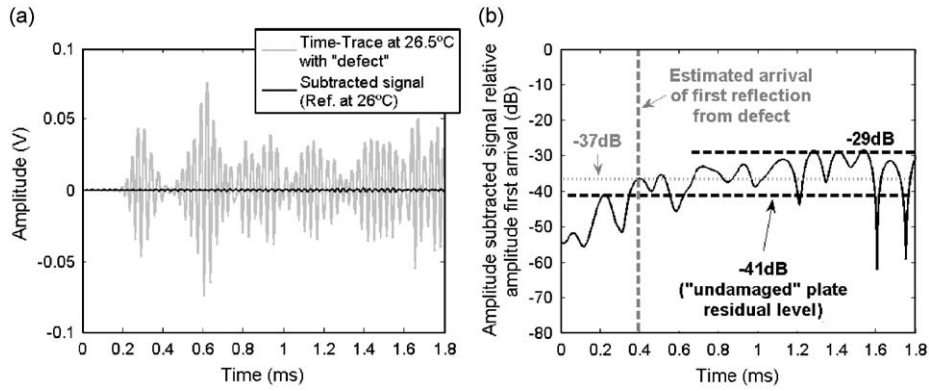 (a)
0.1
0.05
0
-0.05
-0.1
Amplitude (V)
Time-Trace at 26.5ºC
with "defect"
Subtracted signal
(Ref. at 26ºC)
0 0.2 0.4 0.6 0.8 1 1.2 1.4 1.6 1.8
Time (ms)
(b)
Amplitude subtracted signal relative
amplitude first arrival (dB)
0
-10
-20
-30
-40
-50
-60
-70
-80
Estimated arrival
of first reflection
from defect
-37dB
-29dB
-41dB
("undamaged" plate
residual level)
0 0.2 0.4 0.6 0.8 1 1.2 1.4 1.6 1.8
Time (ms)